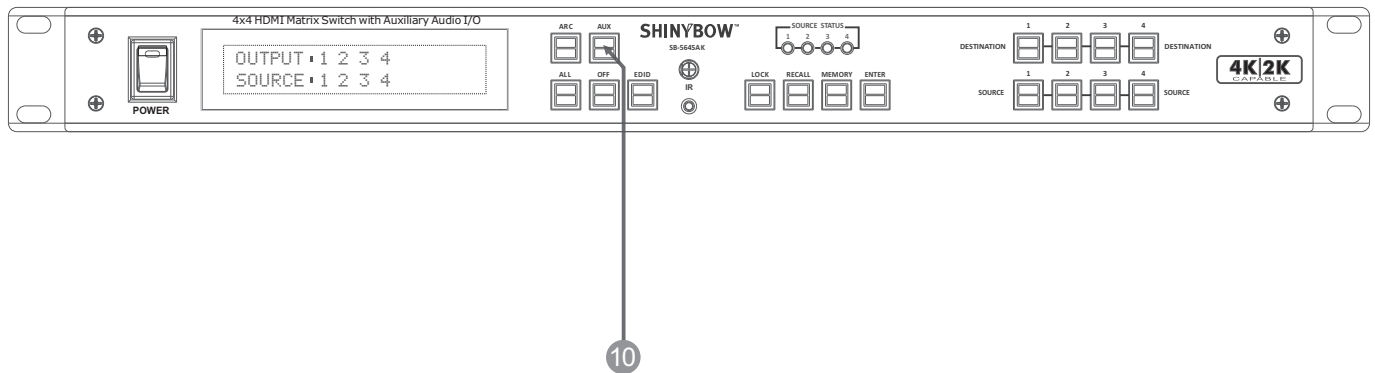 4x4 HDMI Matrix Switch with Auxiliary Audio I/O
OUTPUT 1 2 3 4
SOURCE 1 2 3 4
POWER
ARC AUX
ALL OFF EDID
SHINYBOW™
SB-5645AK
IR
SOURCE STATUS
1 2 3 4
LOCK RECALL MEMORY ENTER
1 2 3 4
DESTINATION DESTINATION
1 2 3 4
SOURCE SOURCE
4K|2K
CAPABLE
10